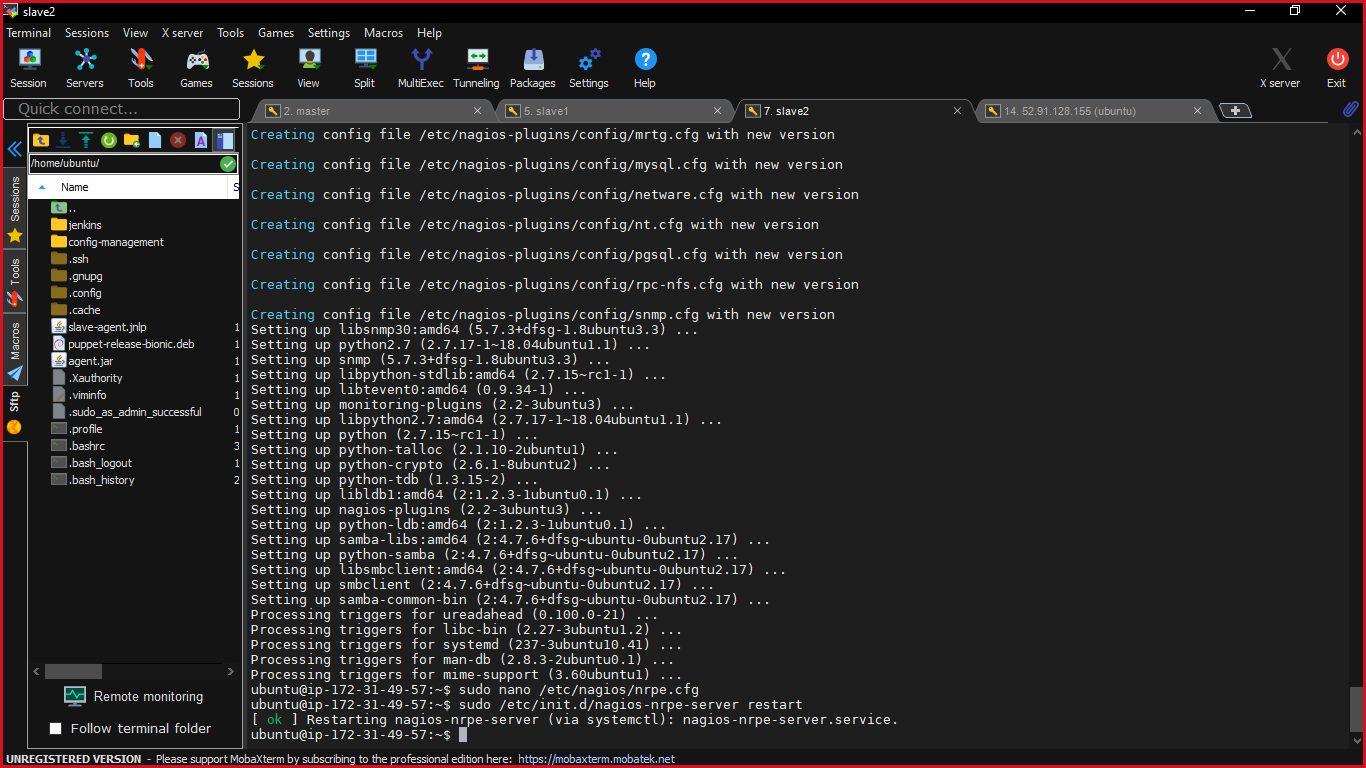 slave2
Terminal Sessions View X server Tools Games Settings Macros Help
Session Servers Tools Games Sessions View Split MultiExec Tunneling Packages Settings Help X server Exit
Quick connect...
2. master
5. slave1
7. slave2
14. 52.91.128.155 (ubuntu)
/home/ubuntu/
Name S
..
jenkins
config-management
.ssh
.gnupg
.config
.cache
slave-agent.jnlp 1
puppet-release-bionic.deb 1
agent.jar 1
.Xauthority 1
.viminfo 1
.sudo_as_admin_successful 0
.profile 1
.bashrc 3
.bash_logout 1
.bash_history 2
Sessions
Tools
Macros
Sftp
Remote monitoring
Follow terminal folder
Creating config file /etc/nagios-plugins/config/mrtg.cfg with new version
Creating config file /etc/nagios-plugins/config/mysql.cfg with new version
Creating config file /etc/nagios-plugins/config/netware.cfg with new version
Creating config file /etc/nagios-plugins/config/nt.cfg with new version
Creating config file /etc/nagios-plugins/config/pgsql.cfg with new version
Creating config file /etc/nagios-plugins/config/rpc-nfs.cfg with new version
Creating config file /etc/nagios-plugins/config/snmp.cfg with new version
Setting up libsnmp30:amd64 (5.7.3+dfsg-1.8ubuntu3.3) ...
Setting up python2.7 (2.7.17-1~18.04ubuntu1.1) ...
Setting up snmp (5.7.3+dfsg-1.8ubuntu3.3) ...
Setting up libpython-stdlib:amd64 (2.7.15~rc1-1) ...
Setting up libtevent0:amd64 (0.9.34-1) ...
Setting up monitoring-plugins (2.2-3ubuntu3) ...
Setting up libpython2.7:amd64 (2.7.17-1~18.04ubuntu1.1) ...
Setting up python (2.7.15~rc1-1) ...
Setting up python-talloc (2.1.10-2ubuntu1) ...
Setting up python-crypto (2.6.1-8ubuntu2) ...
Setting up python-tdb (1.3.15-2) ...
Setting up libldb1:amd64 (2:1.2.3-1ubuntu0.1) ...
Setting up nagios-plugins (2.2-3ubuntu3) ...
Setting up python-ldb:amd64 (2:1.2.3-1ubuntu0.1) ...
Setting up samba-libs:amd64 (2:4.7.6+dfsg~ubuntu-0ubuntu2.17) ...
Setting up python-samba (2:4.7.6+dfsg~ubuntu-0ubuntu2.17) ...
Setting up libsmbclient:amd64 (2:4.7.6+dfsg~ubuntu-0ubuntu2.17) ...
Setting up smbclient (2:4.7.6+dfsg~ubuntu-0ubuntu2.17) ...
Setting up samba-common-bin (2:4.7.6+dfsg~ubuntu-0ubuntu2.17) ...
Processing triggers for ureadahead (0.100.0-21) ...
Processing triggers for libc-bin (2.27-3ubuntu1.2) ...
Processing triggers for systemd (237-3ubuntu10.41) ...
Processing triggers for man-db (2.8.3-2ubuntu0.1) ...
Processing triggers for mime-support (3.60ubuntu1) ...
ubuntu@ip-172-31-49-57:~$ sudo nano /etc/nagios/nrpe.cfg
ubuntu@ip-172-31-49-57:~$ sudo /etc/init.d/nagios-nrpe-server restart
[ ok ] Restarting nagios-nrpe-server (via systemctl): nagios-nrpe-server.service.
ubuntu@ip-172-31-49-57:~$
UNREGISTERED VERSION - Please support MobaXterm by subscribing to the professional edition here: https://mobaxterm.mobatek.net